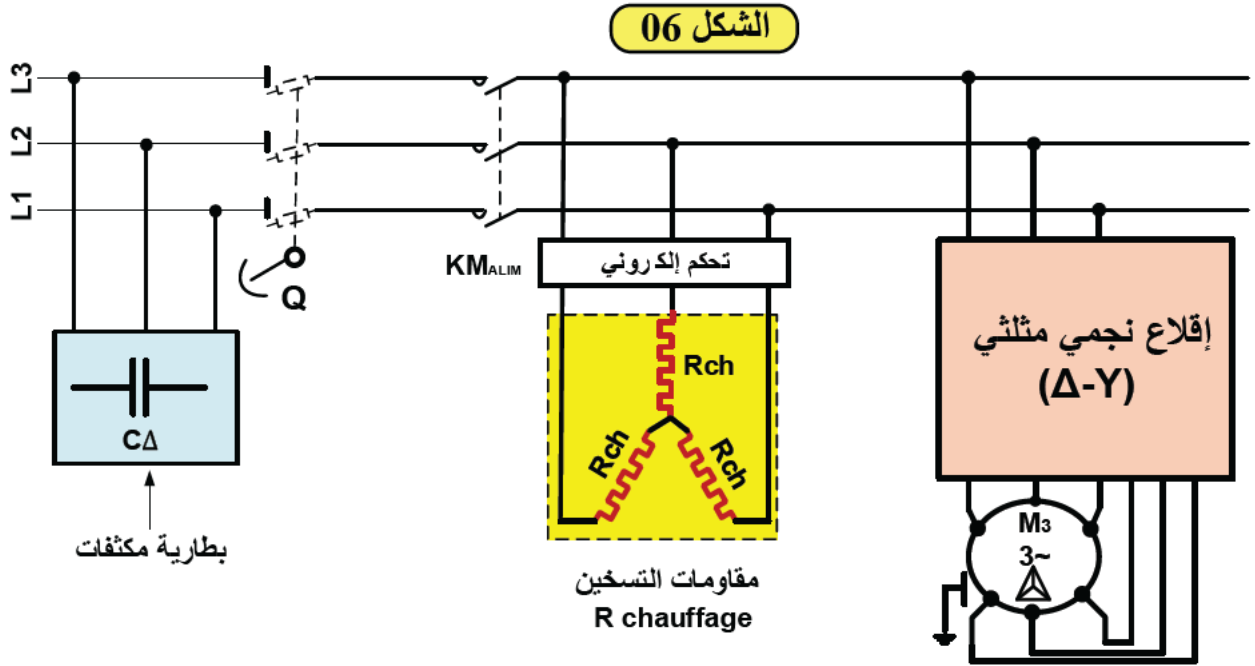 الشكل 06
L3
L2
L1
Q
KMALIM
تحكم إلكتروني
Rch
Rch
Rch
إقلاع نجمي مثلثي
(Δ-Y)
CΔ
بطارية مكثفات
M3
3~
مقاومات التسخين
R chauffage